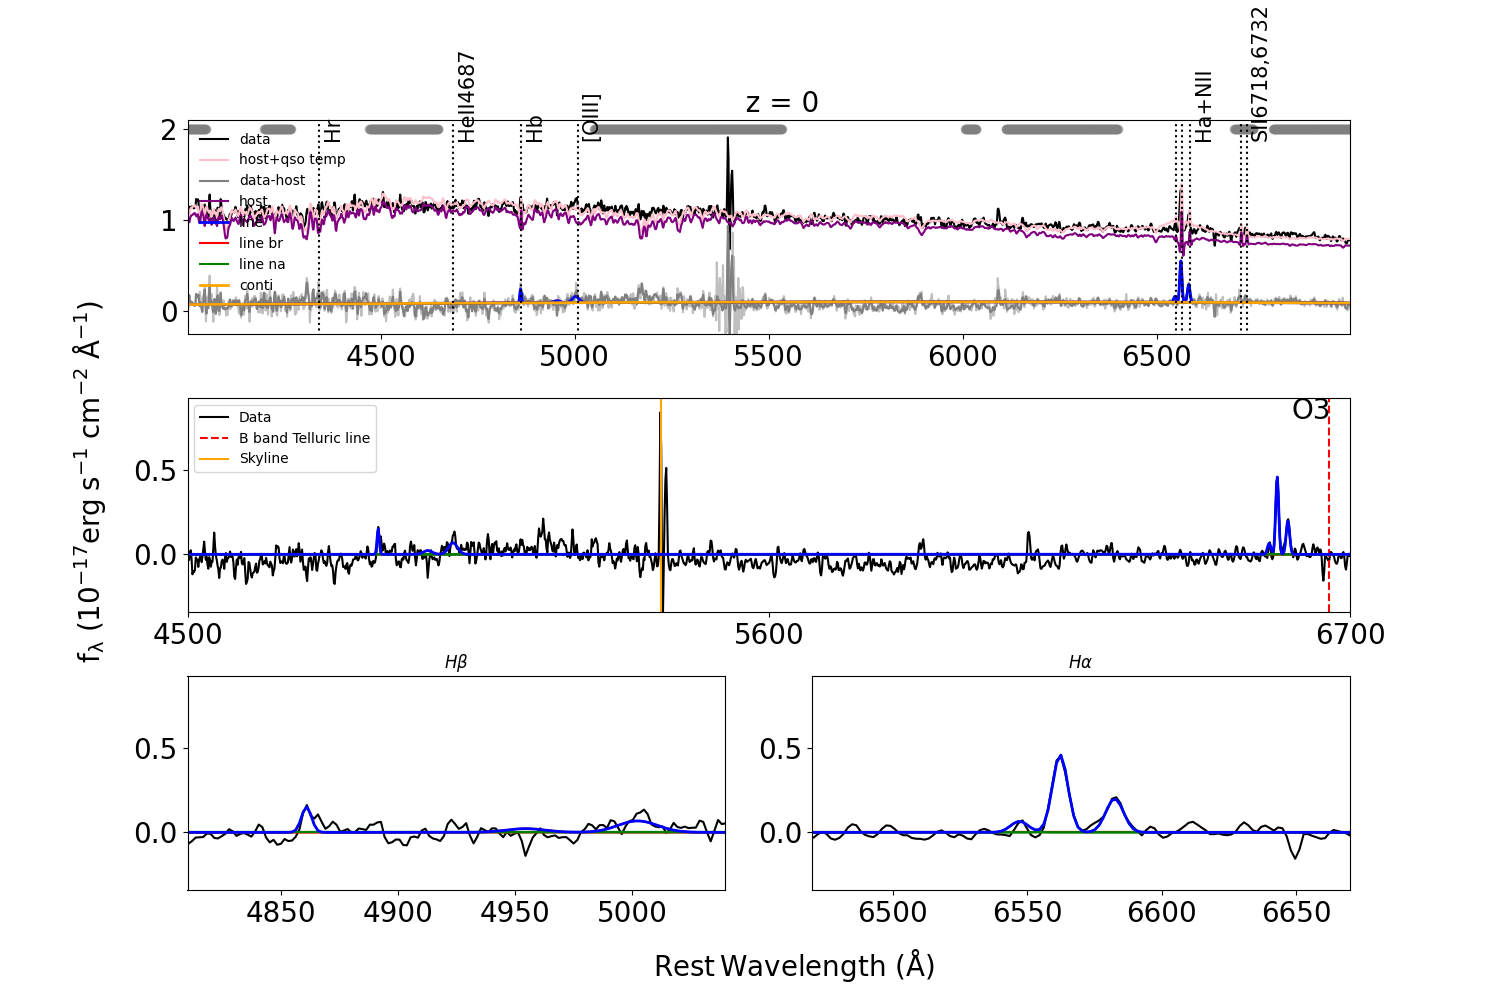 z = 0
Hr
HeII4687
Hb
[OIII]
Ha+NII
SII6718,6732
2
1
0
data
host+qso temp
data-host
host
line
line br
line na
conti
4500 5000 5500 6000 6500
f_λ (10^{−17} erg s^{−1} cm^{−2} Å^{−1})
0.5
0.0
Data
B band Telluric line
Skyline
O3
4500 5600 6700
Hβ
0.5
0.0
4850 4900 4950 5000
Hα
0.5
0.0
6500 6550 6600 6650
Rest Wavelength (Å)